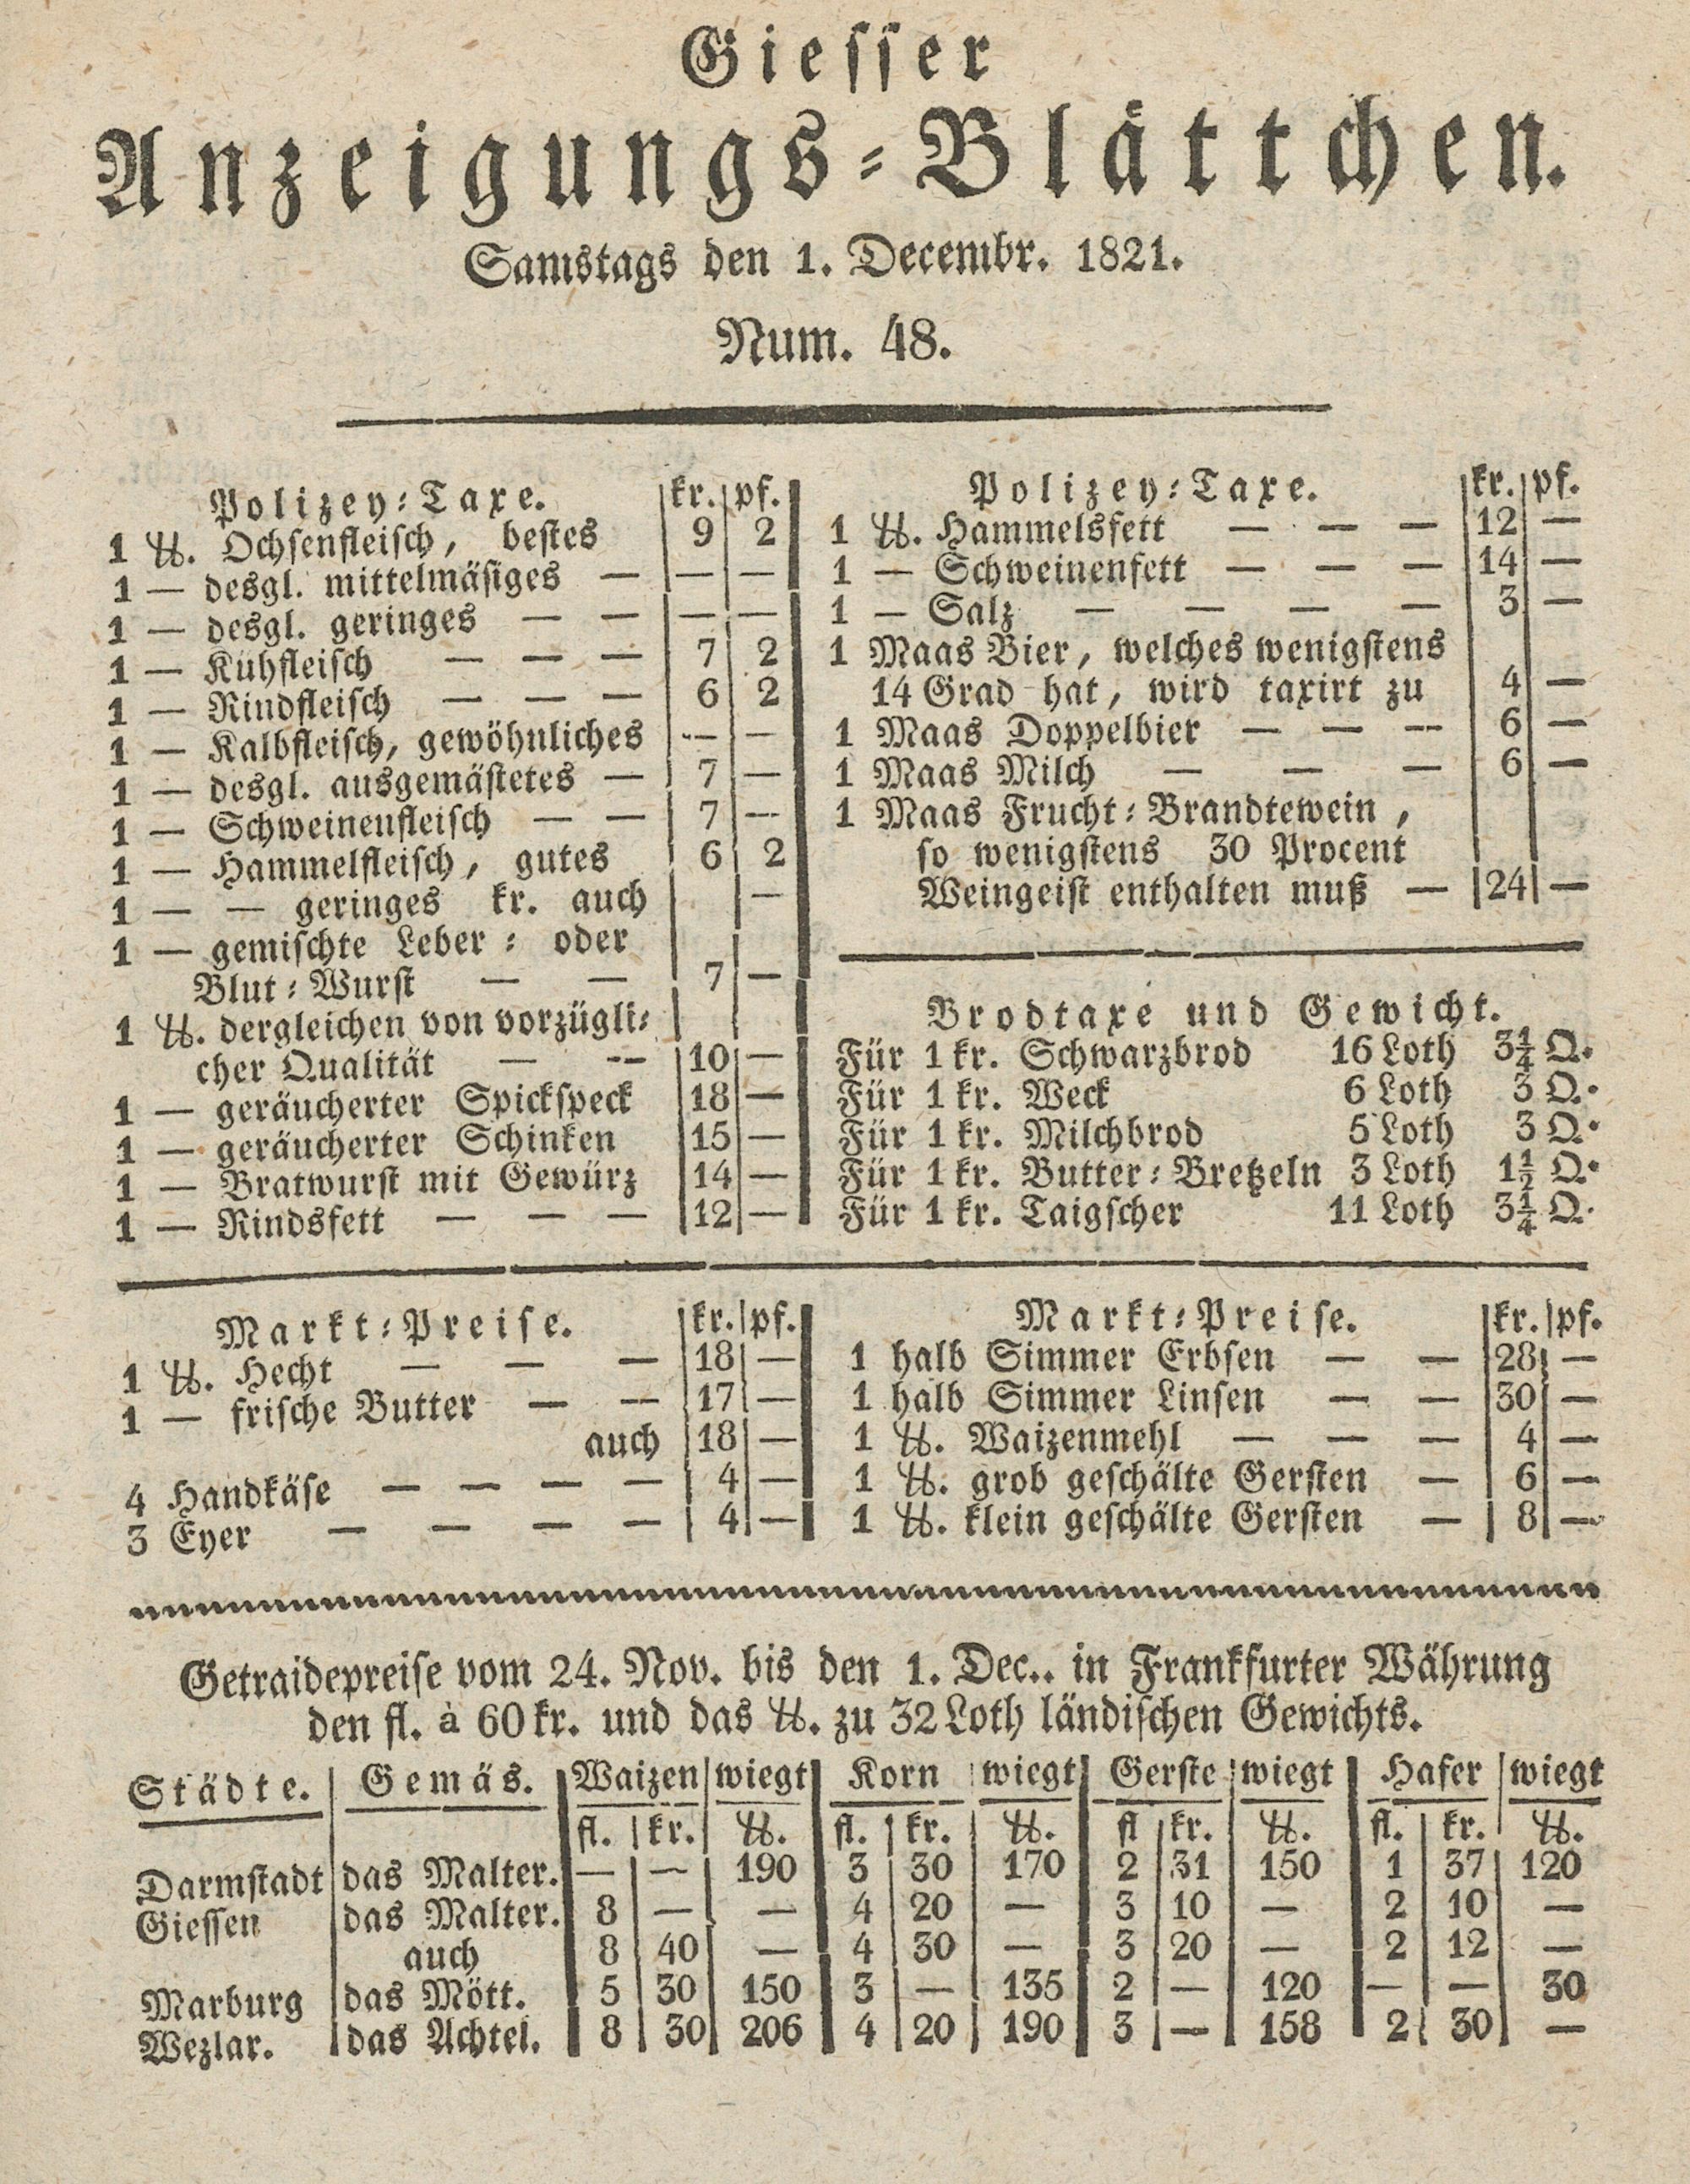 Giesser
Anzeigungs-Blättchen.
Samstags den 1. Decembr. 1821.
Num. 48.
Polizey-Taxe. kr. pf.
1 ℔. Ochsenfleisch, bestes 9 2
1 — desgl. mittelmäsiges — — —
1 — desgl. geringes — — — —
1 — Kühfleisch — — — 7 2
1 — Rindfleisch — — — 6 2
1 — Kalbfleisch, gewöhnliches — —
1 — desgl. ausgemästetes — 7 —
1 — Schweinenfleisch — — 7 —
1 — Hammelfleisch, gutes 6 2
1 — — geringes kr. auch —
1 — gemischte Leber- oder
Blut-Wurst — — 7 —
1 ℔. dergleichen von vorzügli-
cher Qualität — — 10 —
1 — geräucherter Spickspeck 18 —
1 — geräucherter Schinken 15 —
1 — Bratwurst mit Gewürz 14 —
1 — Rindsfett — — — 12 —
Polizey-Taxe. kr. pf.
1 ℔. Hammelsfett — — — 12 —
1 — Schweinenfett — — — 14 —
1 — Salz — — — — 3 —
1 Maas Bier, welches wenigstens
14 Grad hat, wird taxirt zu 4 —
1 Maas Doppelbier — — — 6 —
1 Maas Milch — — — 6 —
1 Maas Frucht-Brandtewein,
so wenigstens 30 Procent
Weingeist enthalten muß — 24 —
Brodtaxe und Gewicht.
Für 1 kr. Schwarzbrod 16 Loth 3¼ Q.
Für 1 kr. Weck 6 Loth 3 Q.
Für 1 kr. Milchbrod 5 Loth 3 Q.
Für 1 kr. Butter-Bretzeln 3 Loth 1½ Q.
Für 1 kr. Taigscher 11 Loth 3¼ Q.
Markt-Preise. kr. pf.
1 ℔. Hecht — — — 18 —
1 — frische Butter — — 17 —
auch 18 —
4 Handkäse — — — — 4 —
3 Eyer — — — — 4 —
Markt-Preise. kr. pf.
1 halb Simmer Erbsen — — 28 —
1 halb Simmer Linsen — — 30 —
1 ℔. Waizenmehl — — — 4 —
1 ℔. grob geschälte Gersten — 6 —
1 ℔. klein geschälte Gersten — 8 —
Getraidepreise vom 24. Nov. bis den 1. Dec.. in Frankfurter Währung
den fl. à 60 kr. und das ℔. zu 32 Loth ländischen Gewichts.
Städte. Gemäs. Waizen wiegt Korn wiegt Gerste wiegt Hafer wiegt
fl. kr. ℔. fl. kr. ℔. fl kr. ℔. fl. kr. ℔.
Darmstadt das Malter. — — 190 3 30 170 2 31 150 1 37 120
Giessen das Malter. 8 — — 4 20 — 3 10 — 2 10 —
auch 8 40 — 4 30 — 3 20 — 2 12 —
Marburg das Mött. 5 30 150 3 — 135 2 — 120 — — 30
Wezlar. das Achtel. 8 30 206 4 20 190 3 — 158 2 30 —